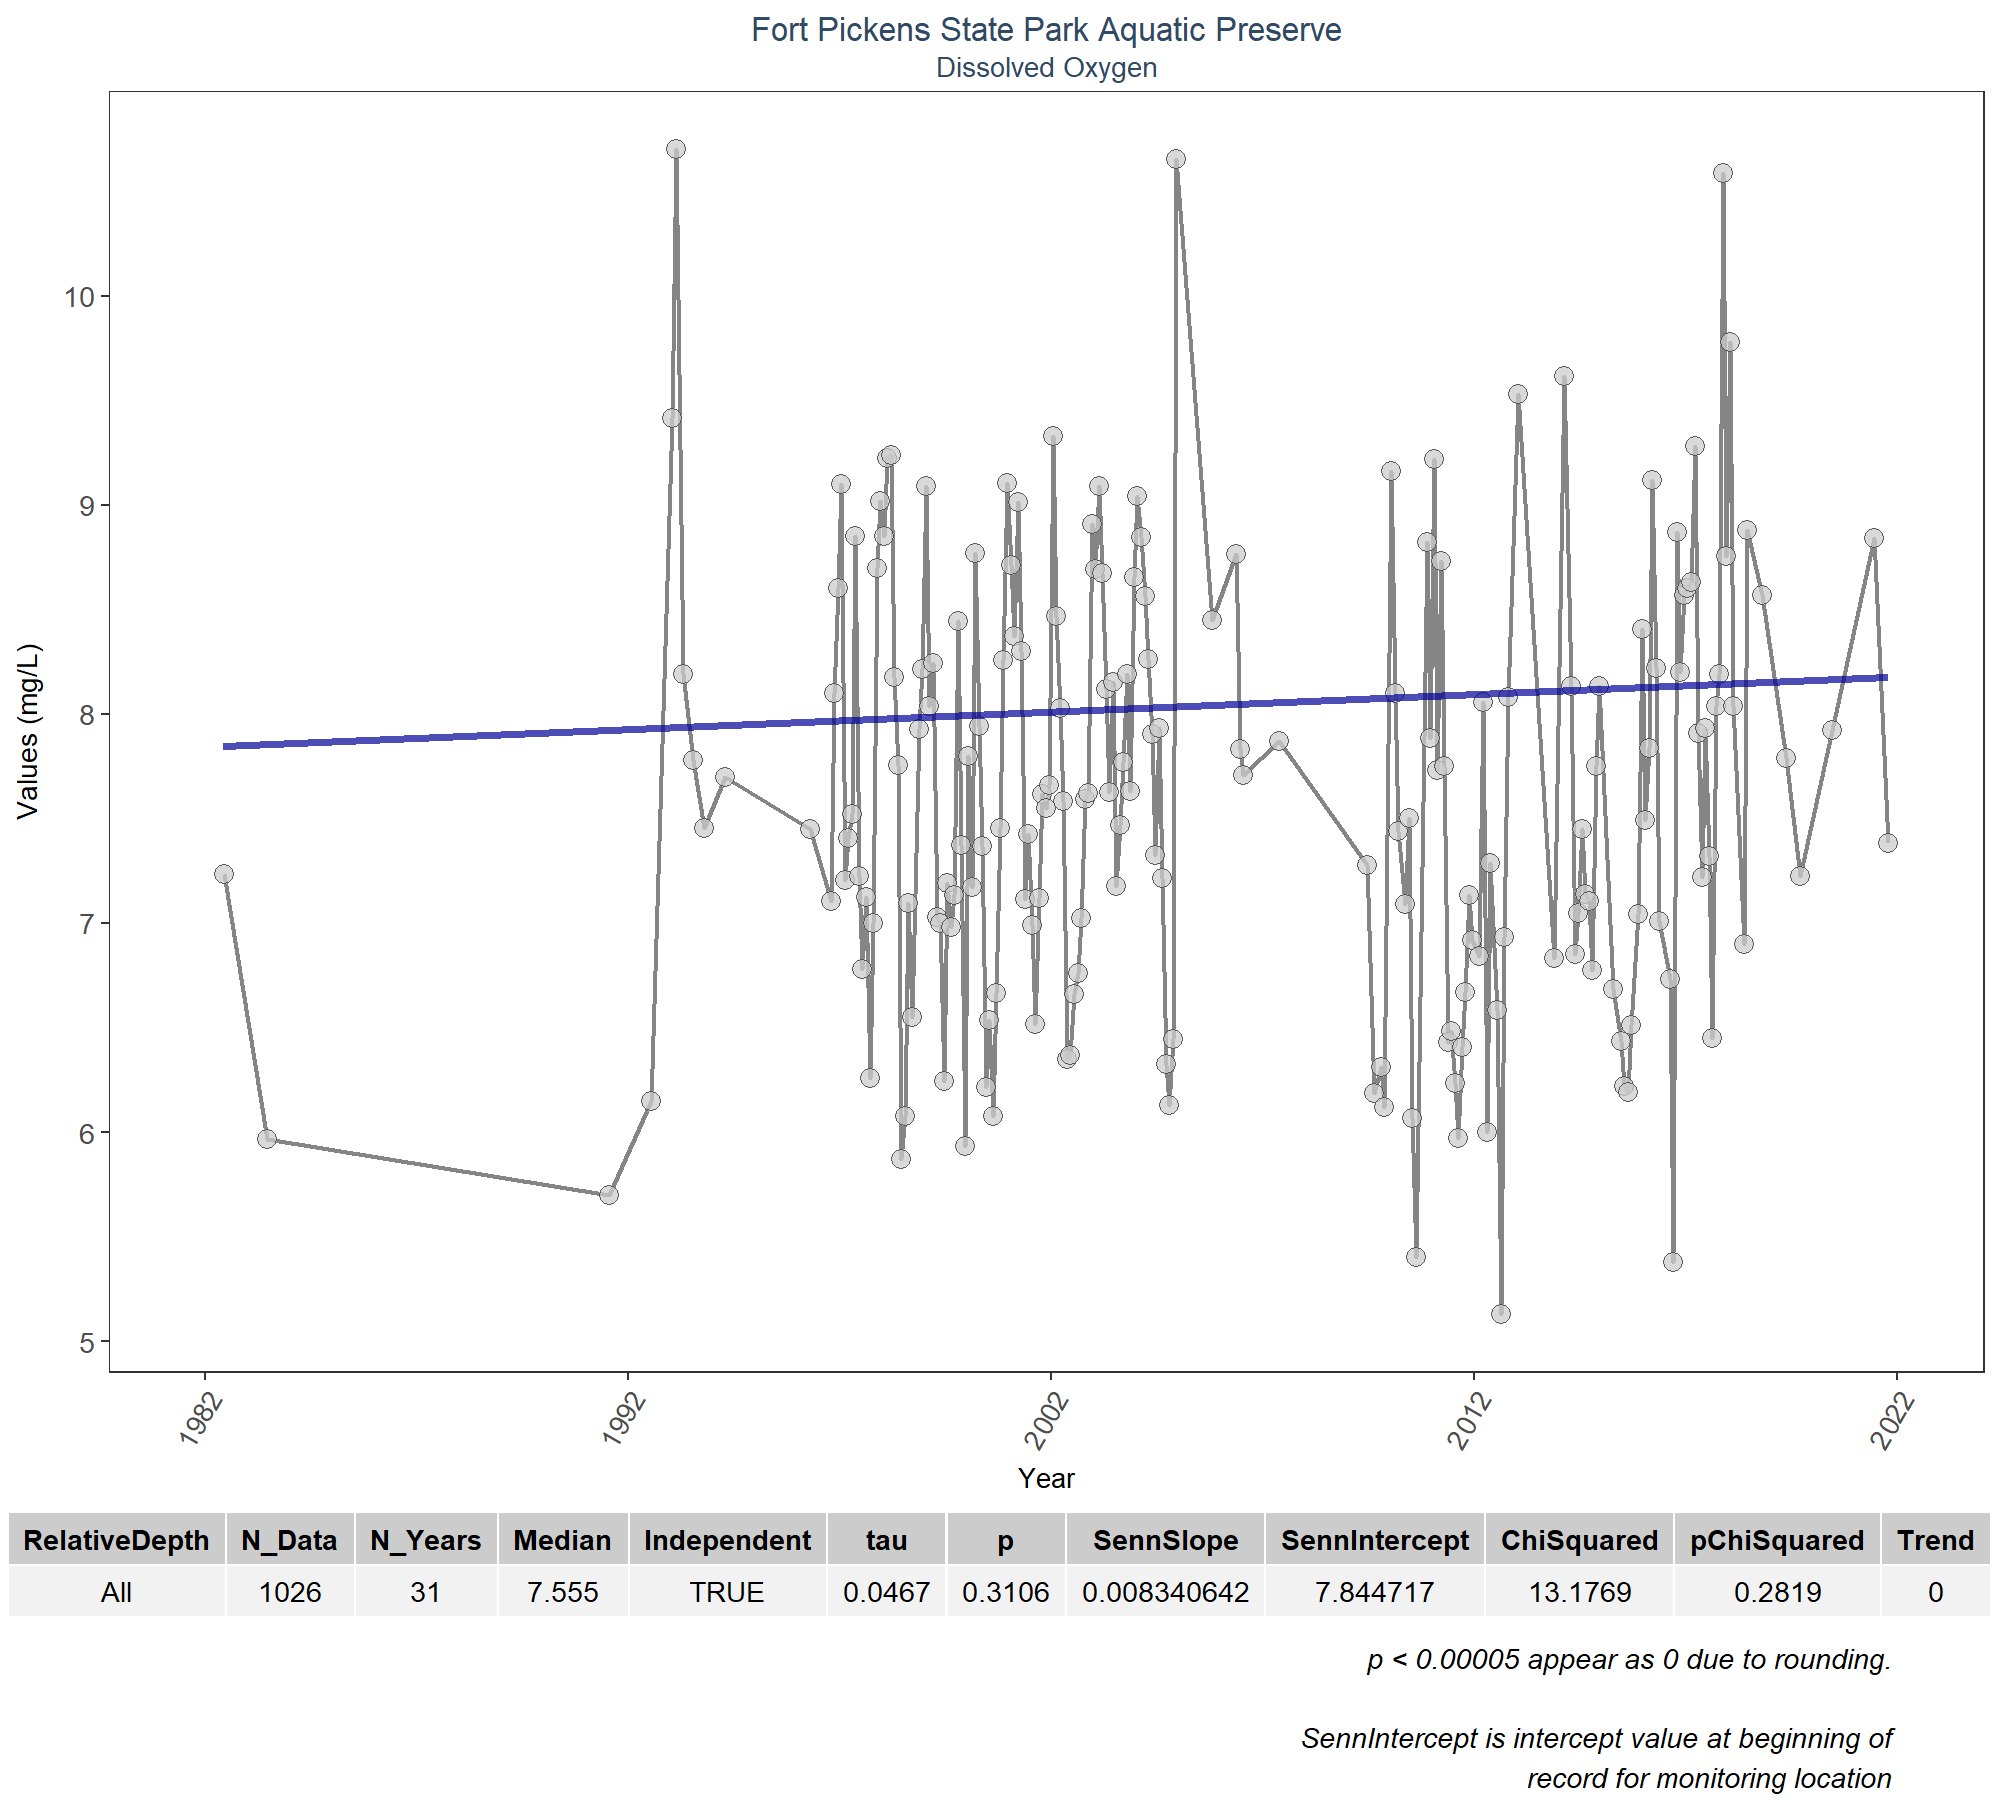 Fort Pickens State Park Aquatic Preserve
Dissolved Oxygen
Values (mg/L)
10
9
8
7
6
5
1982
1992
2002
2012
2022
Year
RelativeDepth N_Data N_Years Median Independent tau p SennSlope SennIntercept ChiSquared pChiSquared Trend
All 1026 31 7.555 TRUE 0.0467 0.3106 0.008340642 7.844717 13.1769 0.2819 0
p < 0.00005 appear as 0 due to rounding.
SennIntercept is intercept value at beginning of
record for monitoring location